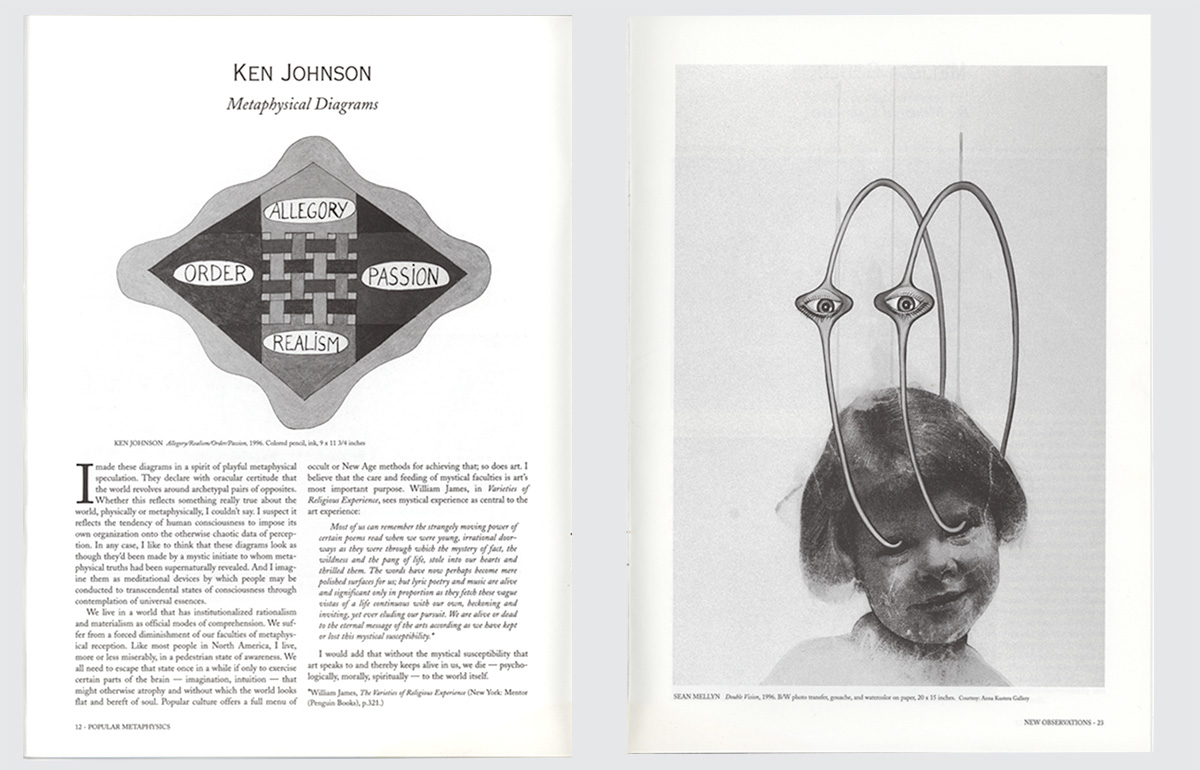 KEN JOHNSON
Metaphysical Diagrams
ALLEGORY
ORDER
PASSION
REALISM
KEN JOHNSON Allegory/Realism/Order/Passion, 1996. Colored pencil, ink, 9 x 11 3/4 inches
I made these diagrams in a spirit of playful metaphysical
speculation. They declare with oracular certitude that
the world revolves around archetypal pairs of opposites.
Whether this reflects something really true about the
world, physically or metaphysically, I couldn't say. I suspect it
reflects the tendency of human consciousness to impose its
own organization onto the otherwise chaotic data of percep-
tion. In any case, I like to think that these diagrams look as
though they'd been made by a mystic initiate to whom meta-
physical truths had been supernaturally revealed. And I imag-
ine them as meditational devices by which people may be
conducted to transcendental states of consciousness through
contemplation of universal essences.
We live in a world that has institutionalized rationalism
and materialism as official modes of comprehension. We suf-
fer from a forced diminishment of our faculties of metaphys-
ical reception. Like most people in North America, I live,
more or less miserably, in a pedestrian state of awareness. We
all need to escape that state once in a while if only to exercise
certain parts of the brain — imagination, intuition — that
might otherwise atrophy and without which the world looks
flat and bereft of soul. Popular culture offers a full menu of
occult or New Age methods for achieving that; so does art. I
believe that the care and feeding of mystical faculties is art's
most important purpose. William James, in Varieties of
Religious Experience, sees mystical experience as central to the
art experience:
Most of us can remember the strangely moving power of
certain poems read when we were young, irrational door-
ways as they were through which the mystery of fact, the
wildness and the pang of life, stole into our hearts and
thrilled them. The words have now perhaps become mere
polished surfaces for us; but lyric poetry and music are alive
and significant only in proportion as they fetch these vague
vistas of a life continuous with our own, beckoning and
inviting, yet ever eluding our pursuit. We are alive or dead
to the eternal message of the arts according as we have kept
or lost this mystical susceptibility.*
I would add that without the mystical susceptibility that
art speaks to and thereby keeps alive in us, we die — psycho-
logically, morally, spiritually — to the world itself.
*William James, The Varieties of Religious Experience (New York: Mentor
(Penguin Books), p.321.)
12 - POPULAR METAPHYSICS
SEAN MELLYN Double Vision, 1996. B/W photo transfer, gouache, and watercolor on paper, 20 x 15 inches. Courtesy: Anna Kustera Gallery
NEW OBSERVATIONS - 23